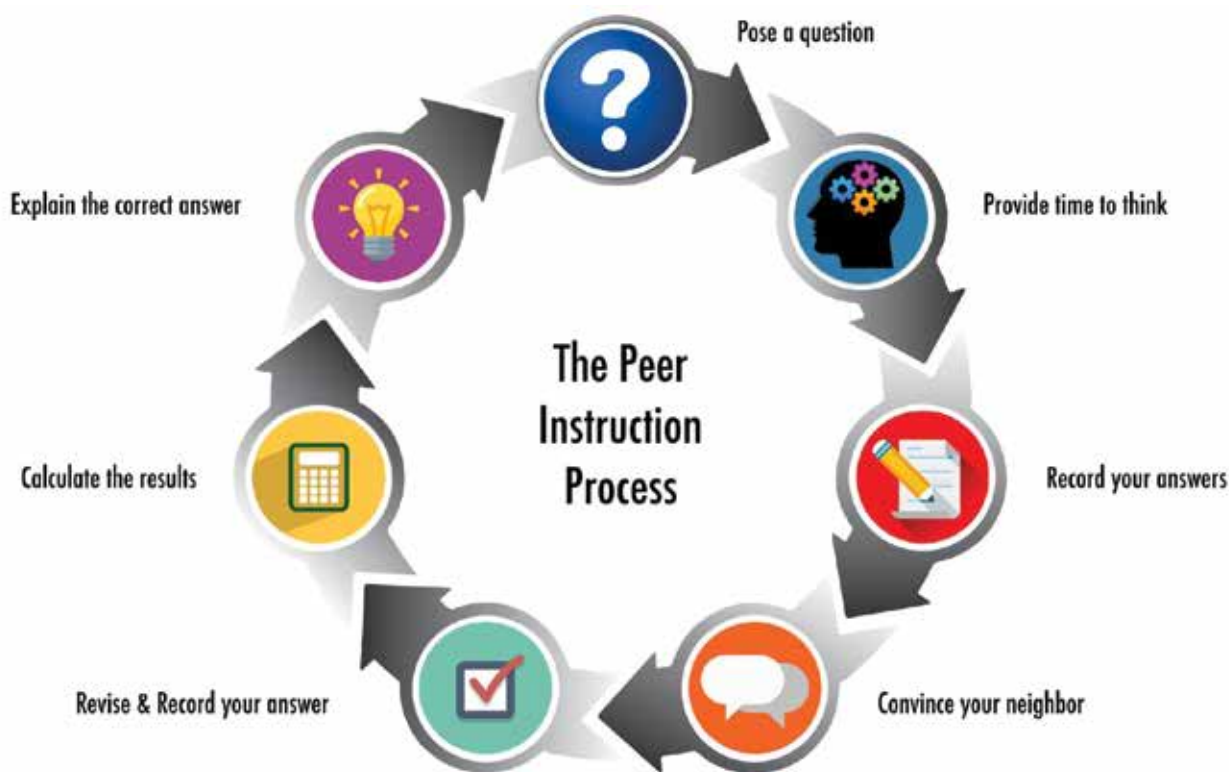 Pose a question
Provide time to think
Record your answers
Convince your neighbor
Revise & Record your answer
Calculate the results
Explain the correct answer
The Peer
Instruction
Process